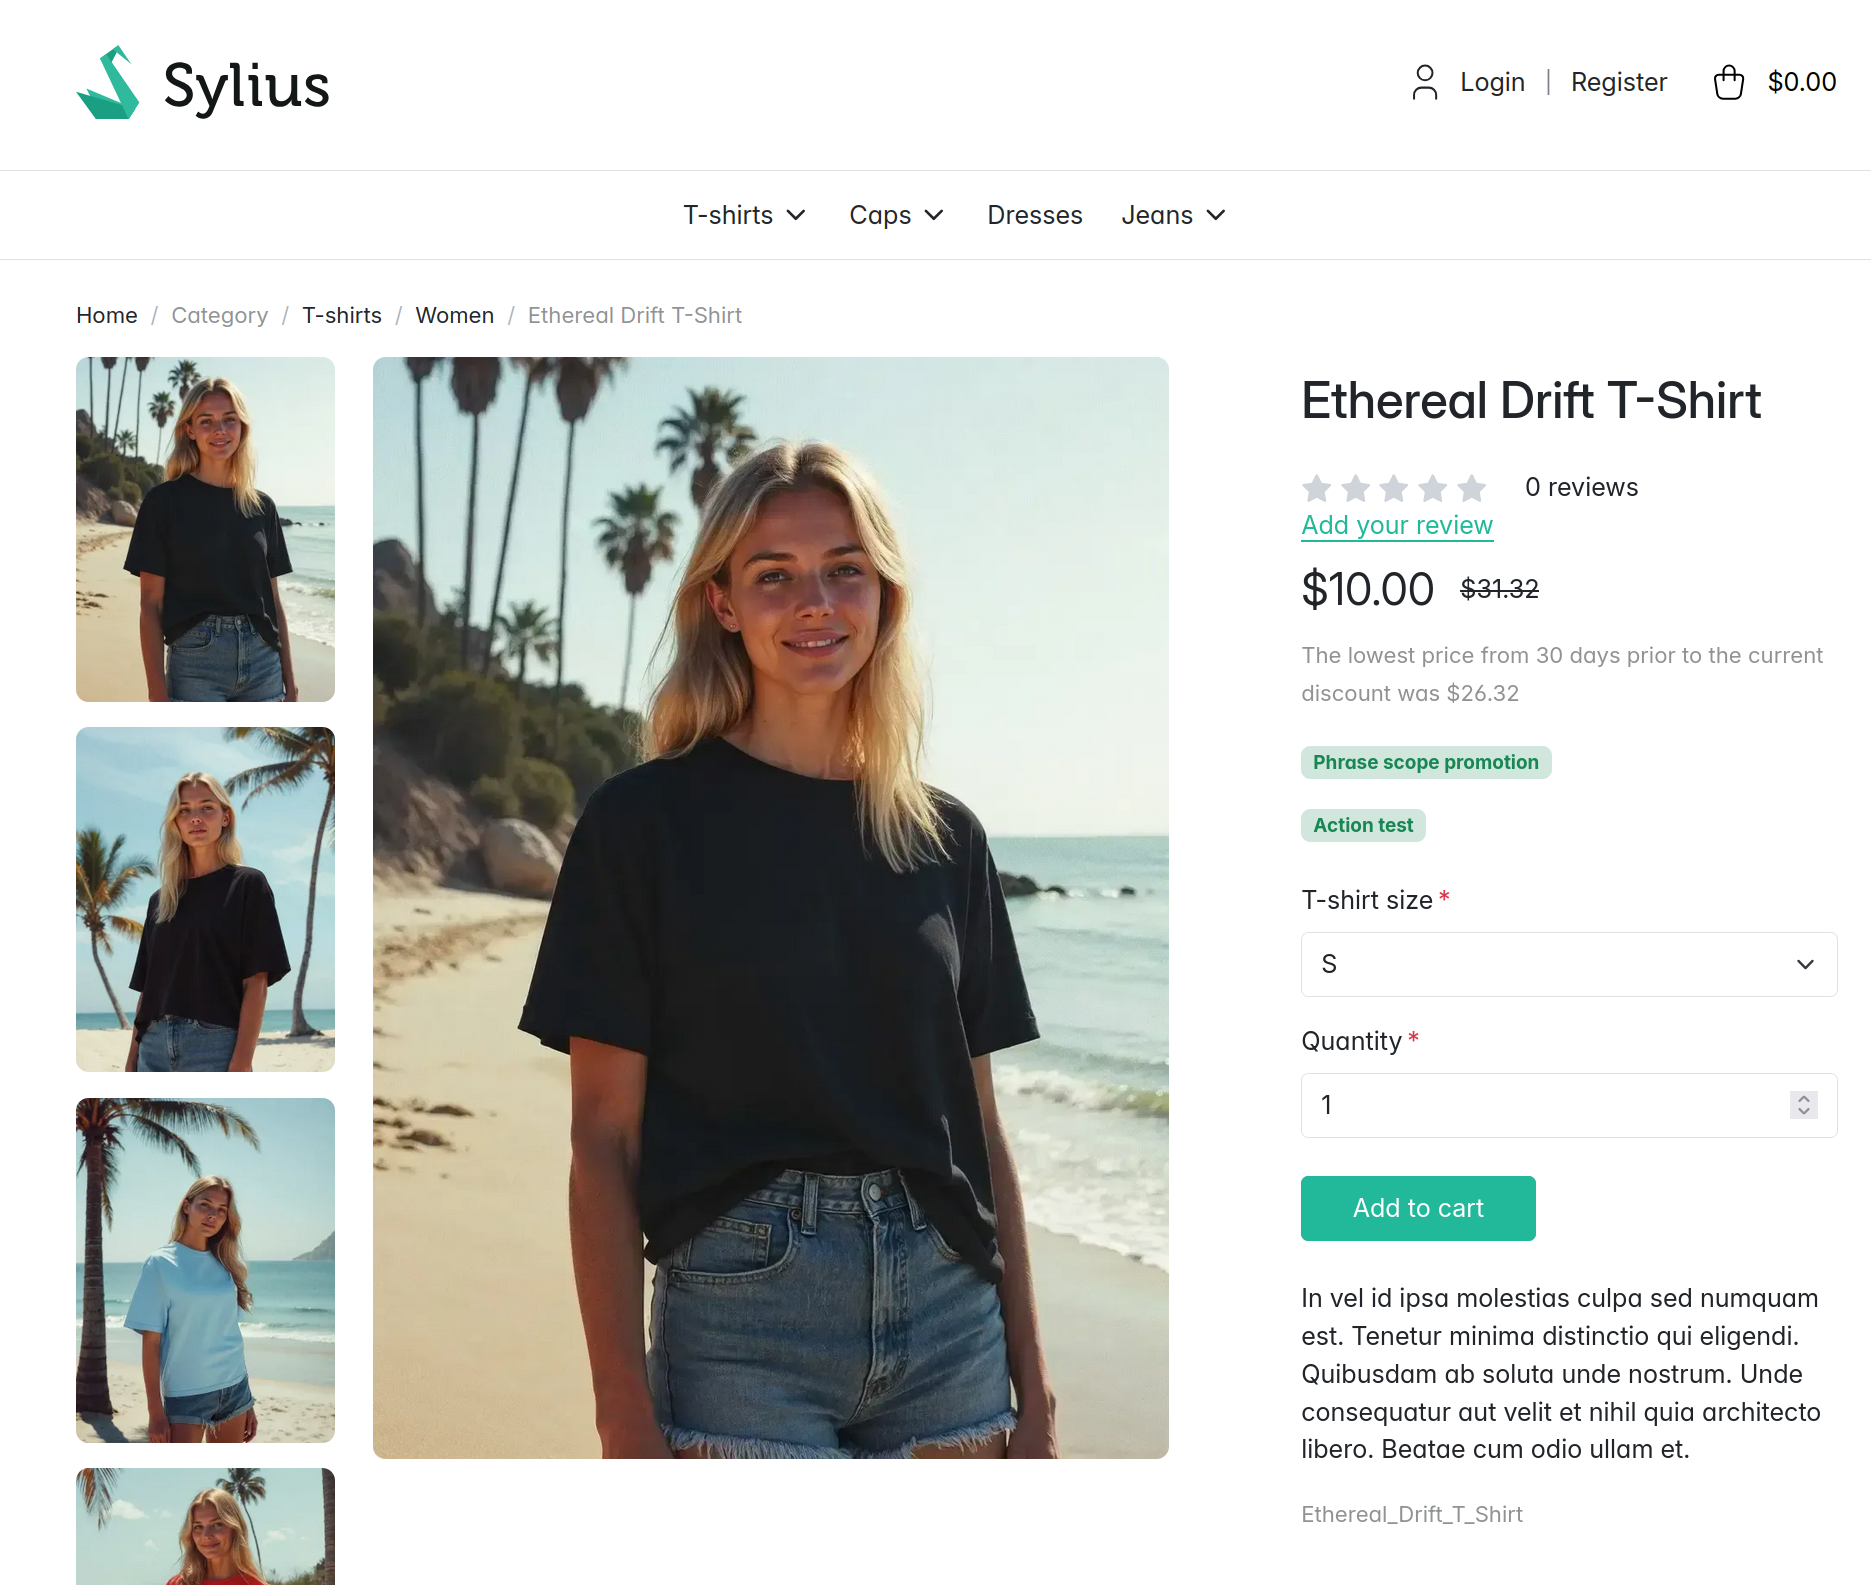 Sylius
Login | Register $0.00
T-shirts Caps Dresses Jeans
Home / Category / T-shirts / Women / Ethereal Drift T-Shirt
Ethereal Drift T-Shirt
0 reviews
Add your review
$10.00 $31.32
The lowest price from 30 days prior to the current
discount was $26.32
Phrase scope promotion
Action test
T-shirt size *
S
Quantity *
1
Add to cart
In vel id ipsa molestias culpa sed numquam
est. Tenetur minima distinctio qui eligendi.
Quibusdam ab soluta unde nostrum. Unde
consequatur aut velit et nihil quia architecto
libero. Beatae cum odio ullam et.
Ethereal_Drift_T_Shirt